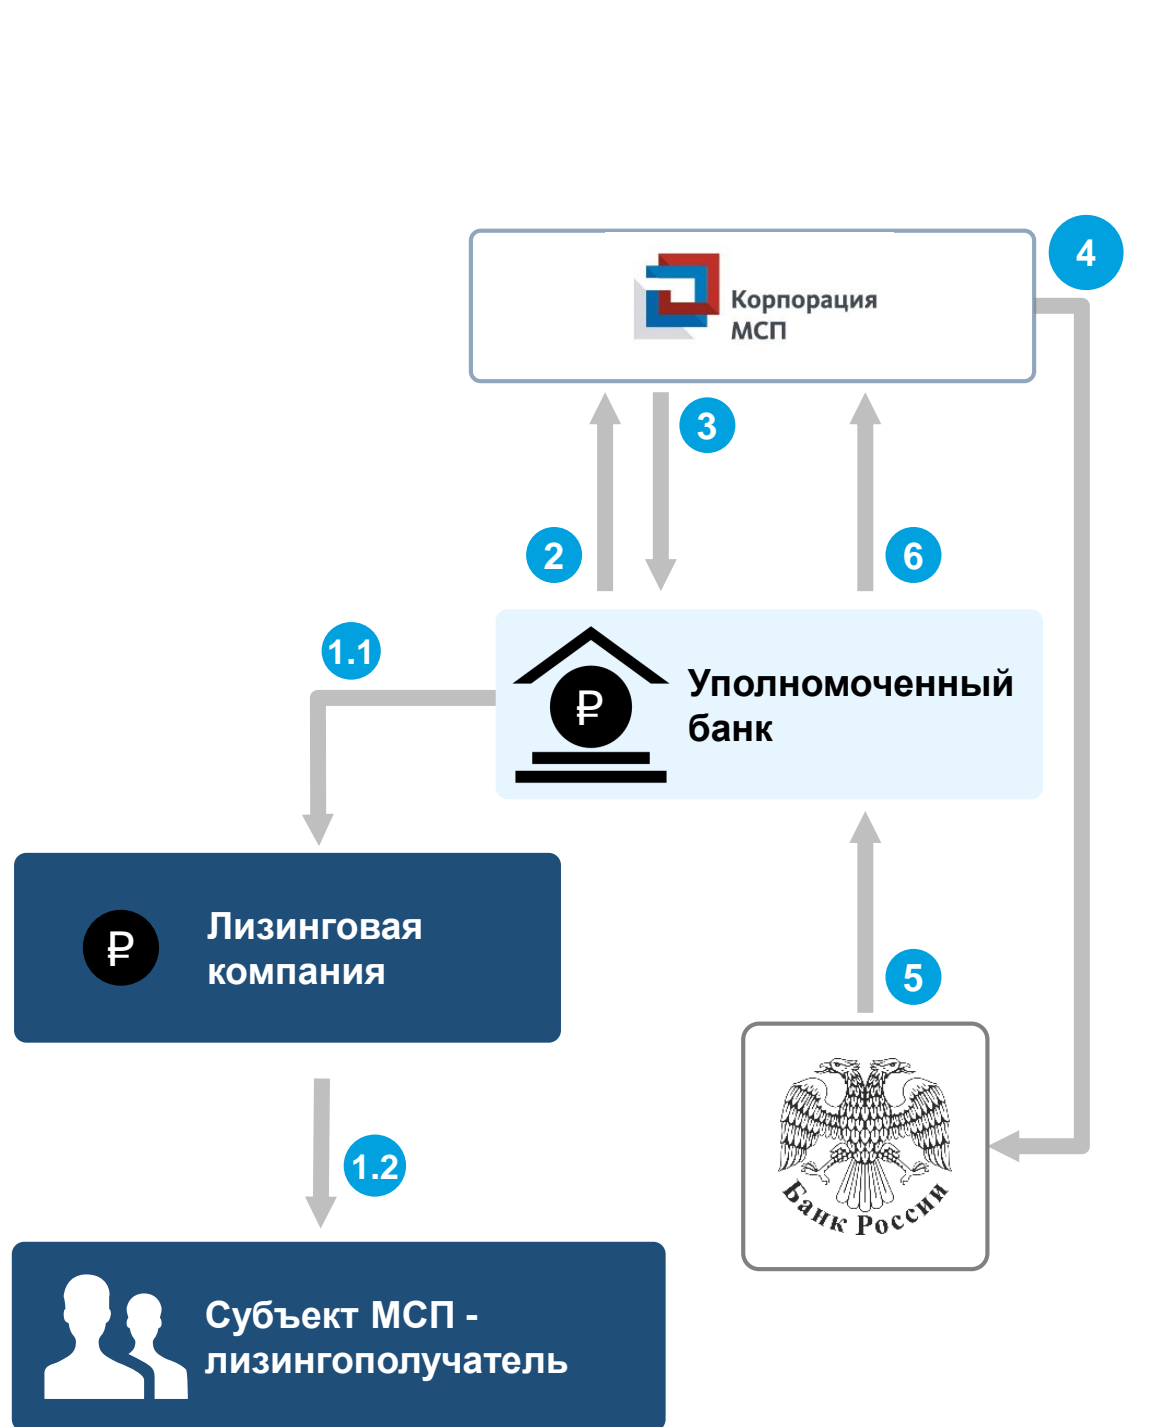 4
Корпорация
МСП
3
2
6
1.1
Уполномоченный
банк
₽
Лизинговая
компания
₽
5
1.2
Банк России
Субъект МСП -
лизингополучатель